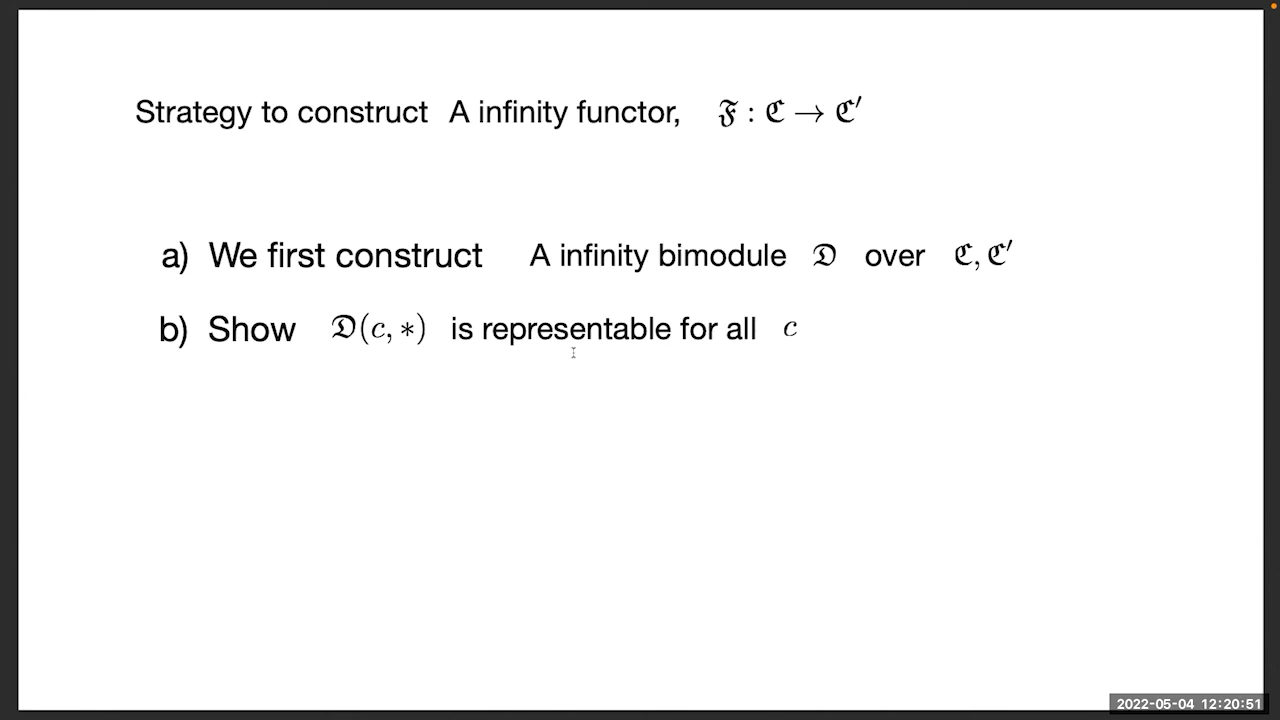 Strategy to construct A infinity functor, 𝔉 : ℭ → ℭ′
a) We first construct A infinity bimodule 𝔇 over ℭ, ℭ′
b) Show 𝔇(c, ∗) is representable for all c
2022-05-04 12:20:51